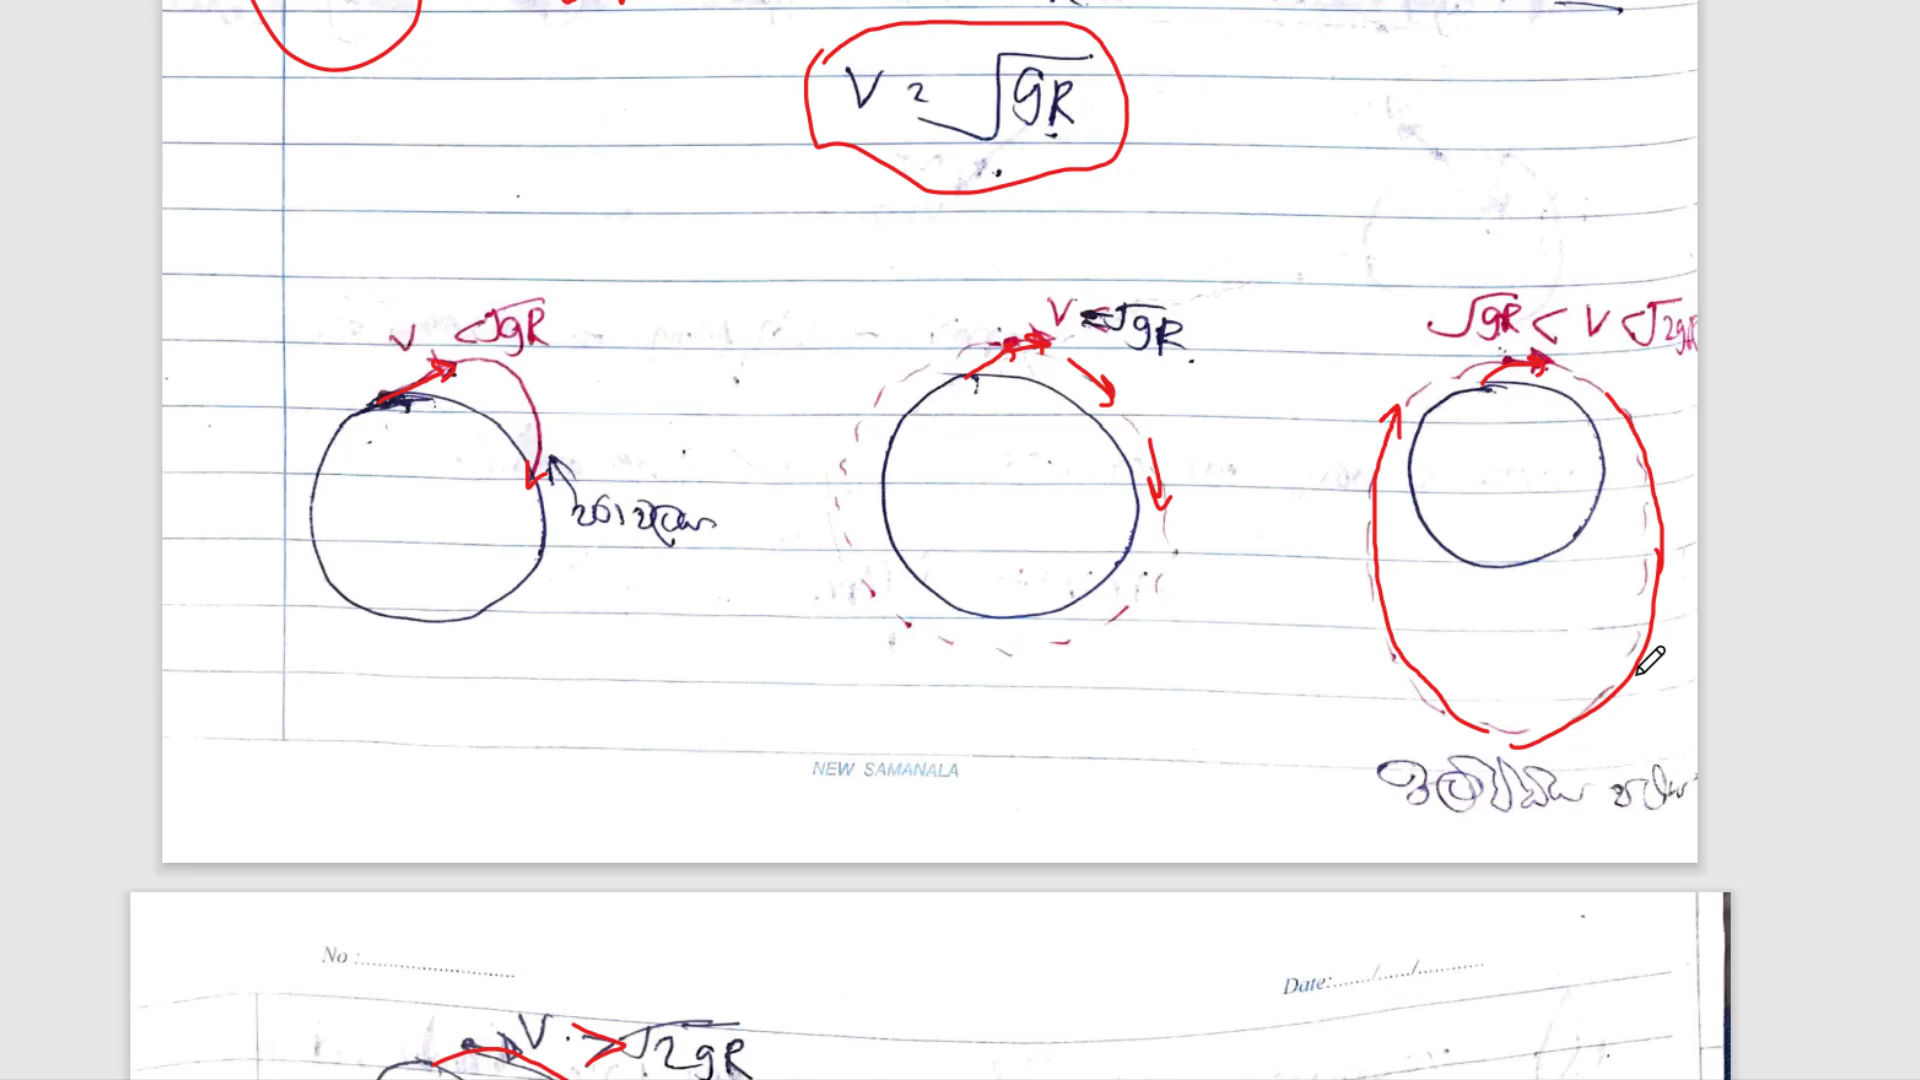 V = √gR
V < √gR
V = √gR.
√gR < V < √2gR
NEW SAMANALA
No :
Date:
V > √2gR